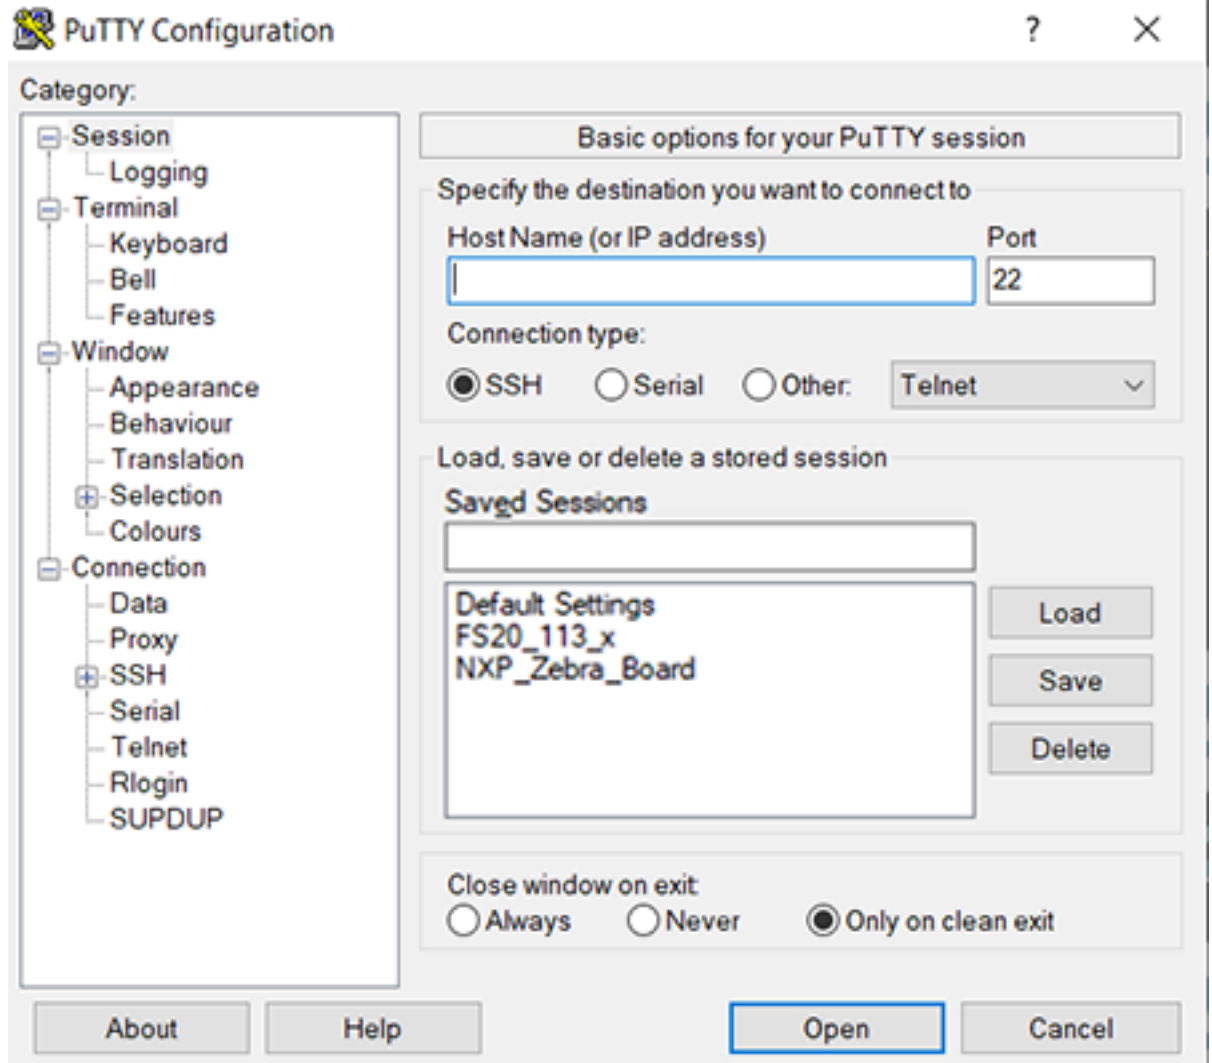 PuTTY Configuration
?
Category:
Session
Logging
Terminal
Keyboard
Bell
Features
Window
Appearance
Behaviour
Translation
Selection
Colours
Connection
Data
Proxy
SSH
Serial
Telnet
Rlogin
SUPDUP
Basic options for your PuTTY session
Specify the destination you want to connect to
Host Name (or IP address) Port
22
Connection type:
SSH Serial Other: Telnet
Load, save or delete a stored session
Saved Sessions
Default Settings
FS20_113_x
NXP_Zebra_Board
Load
Save
Delete
Close window on exit:
Always Never Only on clean exit
About Help Open Cancel